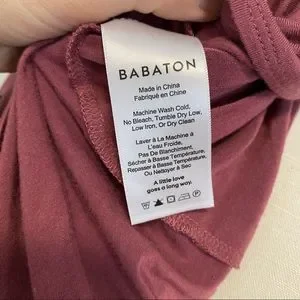 BABATON
Made in China
Fabriqué en Chine
Machine Wash Cold,
No Bleach, Tumble Dry Low,
Low Iron, Or Dry Clean
Laver À La Machine à
L'eau Froide,
Pas De Blanchiment,
Sécher à Basse Température,
Repasser à Basse Température
Ou Nettoyer à Sec
A little love
goes a long way.